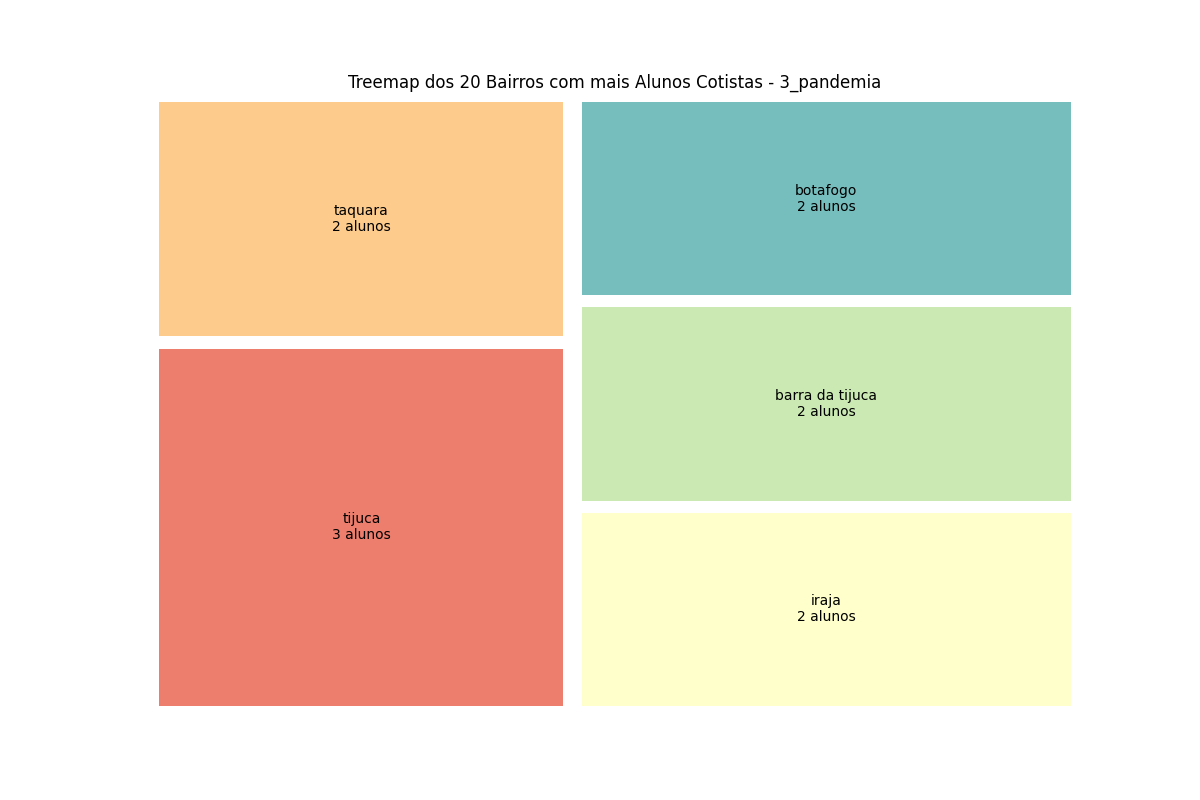 Treemap dos 20 Bairros com mais Alunos Cotistas - 3_pandemia
taquara
2 alunos
tijuca
3 alunos
botafogo
2 alunos
barra da tijuca
2 alunos
iraja
2 alunos